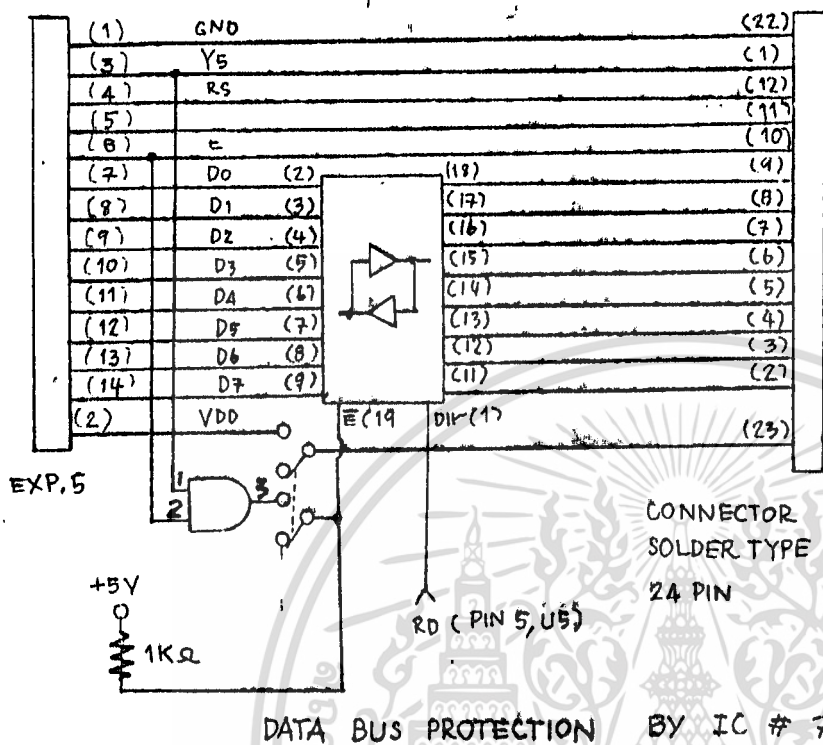 (1) GND (22)
(3) Y5 (1)
(4) RS (12)
(5) (11)
(6) E (10)
(7) D0 (2) (18) (9)
(8) D1 (3) (17) (8)
(9) D2 (4) (16) (7)
(10) D3 (5) (15) (6)
(11) D4 (6) (14) (5)
(12) D5 (7) (13) (4)
(13) D6 (8) (12) (3)
(14) D7 (9) (11) (2)
(2) VDD E̅(19 DIR(1) (23)
EXP.5
1
2
3
CONNECTOR
SOLDER TYPE
24 PIN
+5V
1KΩ
RD (PIN 5, U5)
DATA BUS PROTECTION BY IC # 7